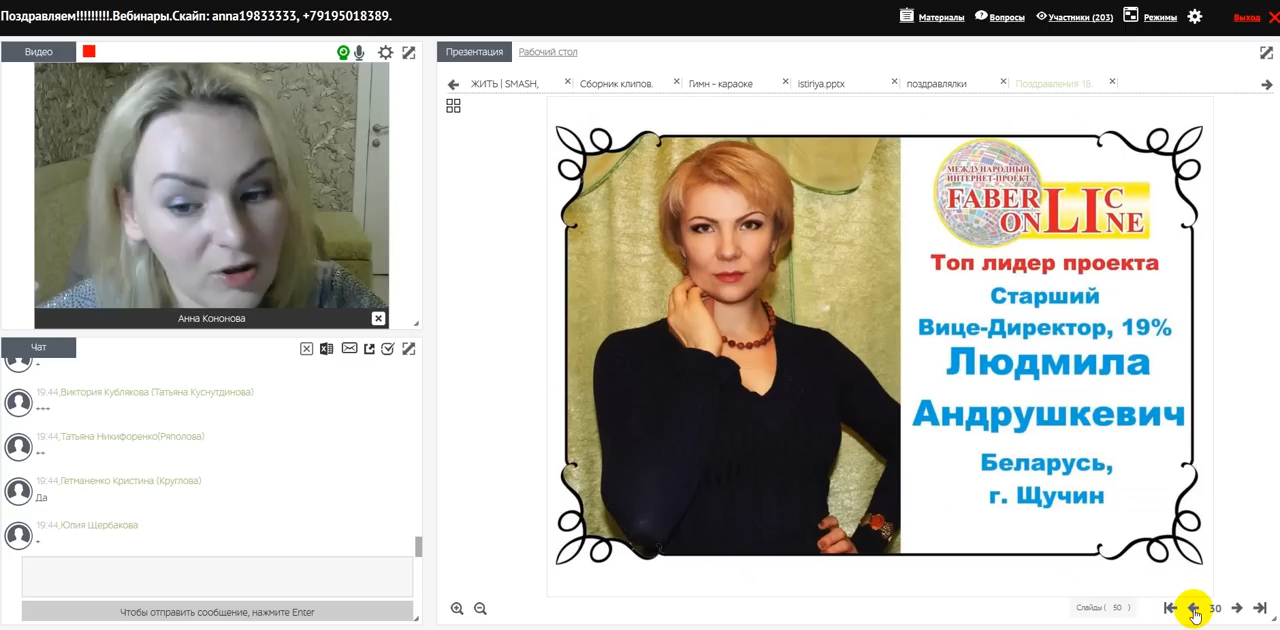 Поздравляем!!!!!!!!!.Вебинары.Скайп: anna19833333, +79195018389.
Материалы
Вопросы
Участники (203)
Режимы
Выход
Видео
Анна Кононова
Чат
+
19:44,Виктория Кублякова (Татьяна Куснутдинова)
+++
19:44,Татьяна Никифоренко(Ряполова)
++
19:44,Гетманенко Кристина (Круглова)
Да
19:44,Юлия Щербакова
+
Чтобы отправить сообщение, нажмите Enter
Презентация
Рабочий стол
ЖИТЬ | SMASH,
Сборник клипов.
Гимн - караоке
istiriya.pptx
поздравлялки
Поздравления 18.
МЕЖДУНАРОДНЫЙ
ИНТЕРНЕТ-ПРОЕКТ
FABERLIC
ONLINE
Топ лидер проекта
Старший
Вице-Директор, 19%
Людмила
Андрушкевич
Беларусь,
г. Щучин
Слайды ( 50 )
30